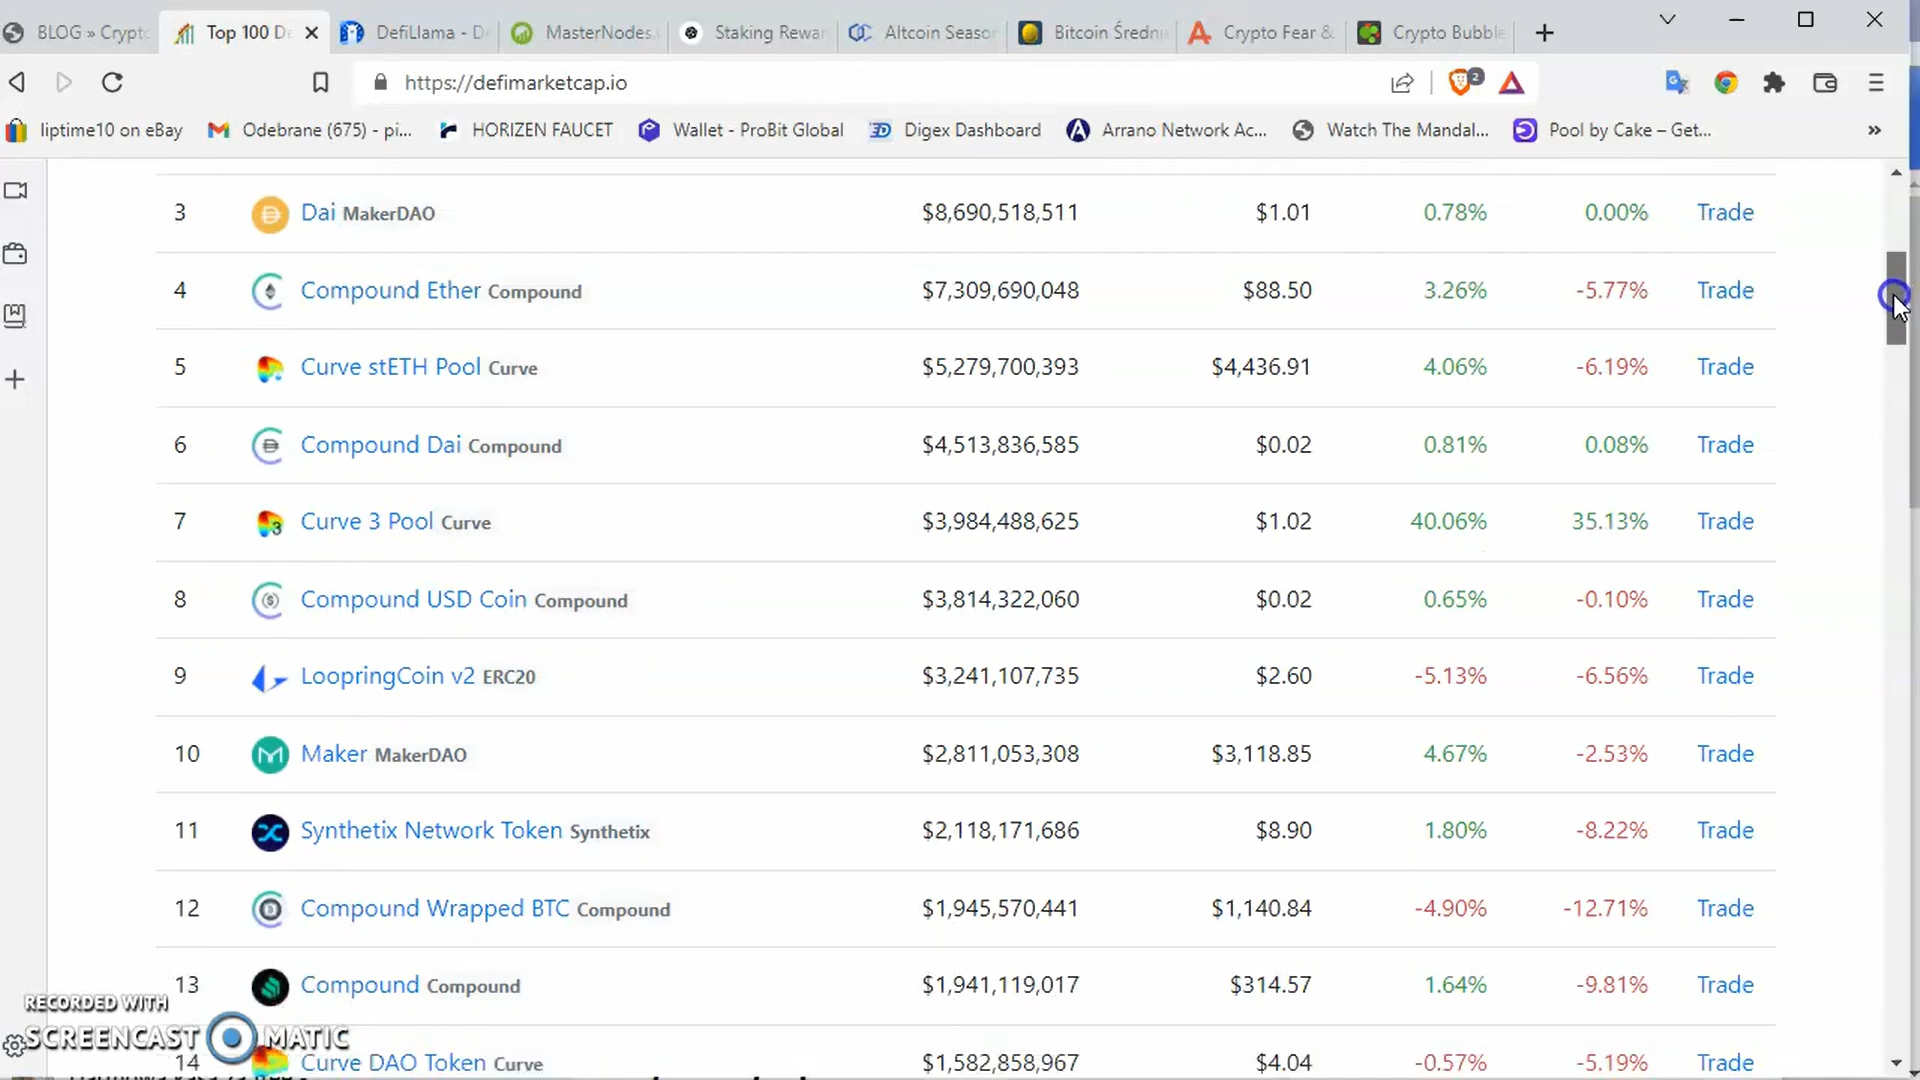 BLOG » Crypto
Top 100 De
DefiLlama - De
MasterNodes.
Staking Rewar
Altcoin Season
Bitcoin Średni
Crypto Fear &
Crypto Bubble
https://defimarketcap.io
2
liptime10 on eBay
Odebrane (675) - pi...
HORIZEN FAUCET
Wallet - ProBit Global
Digex Dashboard
Arrano Network Ac...
Watch The Mandal...
Pool by Cake – Get...
»
3 Dai MakerDAO $8,690,518,511 $1.01 0.78% 0.00% Trade
4 Compound Ether Compound $7,309,690,048 $88.50 3.26% -5.77% Trade
5 Curve stETH Pool Curve $5,279,700,393 $4,436.91 4.06% -6.19% Trade
6 Compound Dai Compound $4,513,836,585 $0.02 0.81% 0.08% Trade
7 Curve 3 Pool Curve $3,984,488,625 $1.02 40.06% 35.13% Trade
8 Compound USD Coin Compound $3,814,322,060 $0.02 0.65% -0.10% Trade
9 LoopringCoin v2 ERC20 $3,241,107,735 $2.60 -5.13% -6.56% Trade
10 Maker MakerDAO $2,811,053,308 $3,118.85 4.67% -2.53% Trade
11 Synthetix Network Token Synthetix $2,118,171,686 $8.90 1.80% -8.22% Trade
12 Compound Wrapped BTC Compound $1,945,570,441 $1,140.84 -4.90% -12.71% Trade
13 Compound Compound $1,941,119,017 $314.57 1.64% -9.81% Trade
14 Curve DAO Token Curve $1,582,858,967 $4.04 -0.57% -5.19% Trade
RECORDED WITH
SCREENCAST MATIC